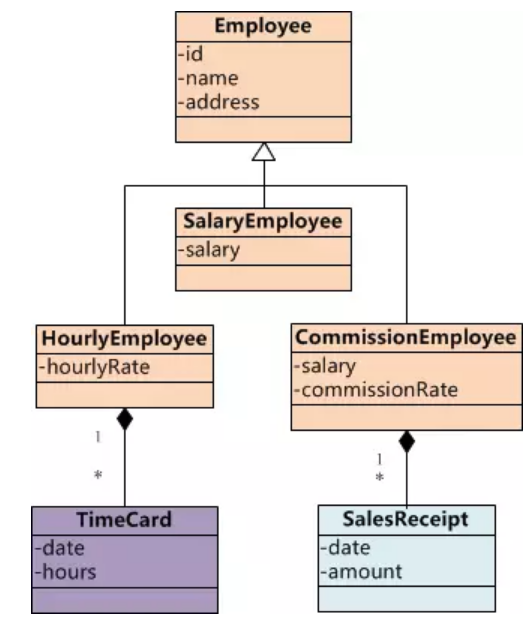 Employee
-id
-name
-address
SalaryEmployee
-salary
HourlyEmployee
-hourlyRate
CommissionEmployee
-salary
-commissionRate
1
*
1
*
TimeCard
-date
-hours
SalesReceipt
-date
-amount